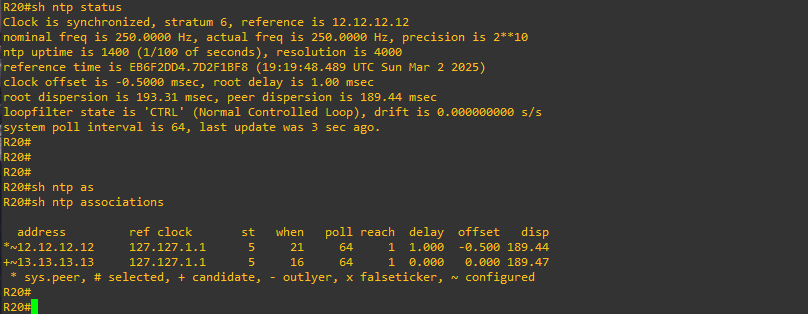 R20#sh ntp status
Clock is synchronized, stratum 6, reference is 12.12.12.12
nominal freq is 250.0000 Hz, actual freq is 250.0000 Hz, precision is 2**10
ntp uptime is 1400 (1/100 of seconds), resolution is 4000
reference time is EB6F2DD4.7D2F1BF8 (19:19:48.489 UTC Sun Mar 2 2025)
clock offset is -0.5000 msec, root delay is 1.00 msec
root dispersion is 193.31 msec, peer dispersion is 189.44 msec
loopfilter state is 'CTRL' (Normal Controlled Loop), drift is 0.000000000 s/s
system poll interval is 64, last update was 3 sec ago.
R20#
R20#
R20#
R20#sh ntp as
R20#sh ntp associations
address ref clock st when poll reach delay offset disp
*~12.12.12.12 127.127.1.1 5 21 64 1 1.000 -0.500 189.44
+~13.13.13.13 127.127.1.1 5 16 64 1 0.000 0.000 189.47
* sys.peer, # selected, + candidate, - outlyer, x falseticker, ~ configured
R20#
R20#